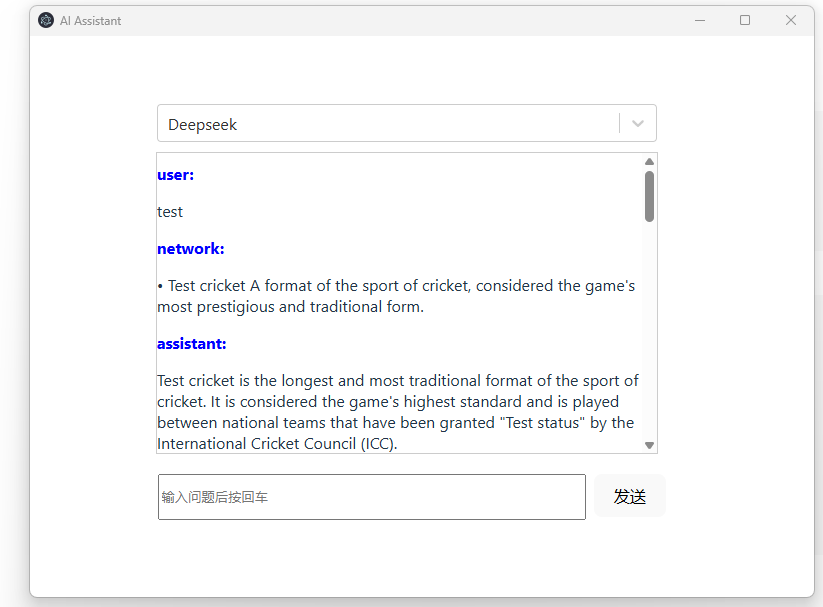 AI Assistant
Deepseek
user:
test
network:
• Test cricket A format of the sport of cricket, considered the game's
most prestigious and traditional form.
assistant:
Test cricket is the longest and most traditional format of the sport of
cricket. It is considered the game's highest standard and is played
between national teams that have been granted "Test status" by the
International Cricket Council (ICC).
输入问题后按回车
发送